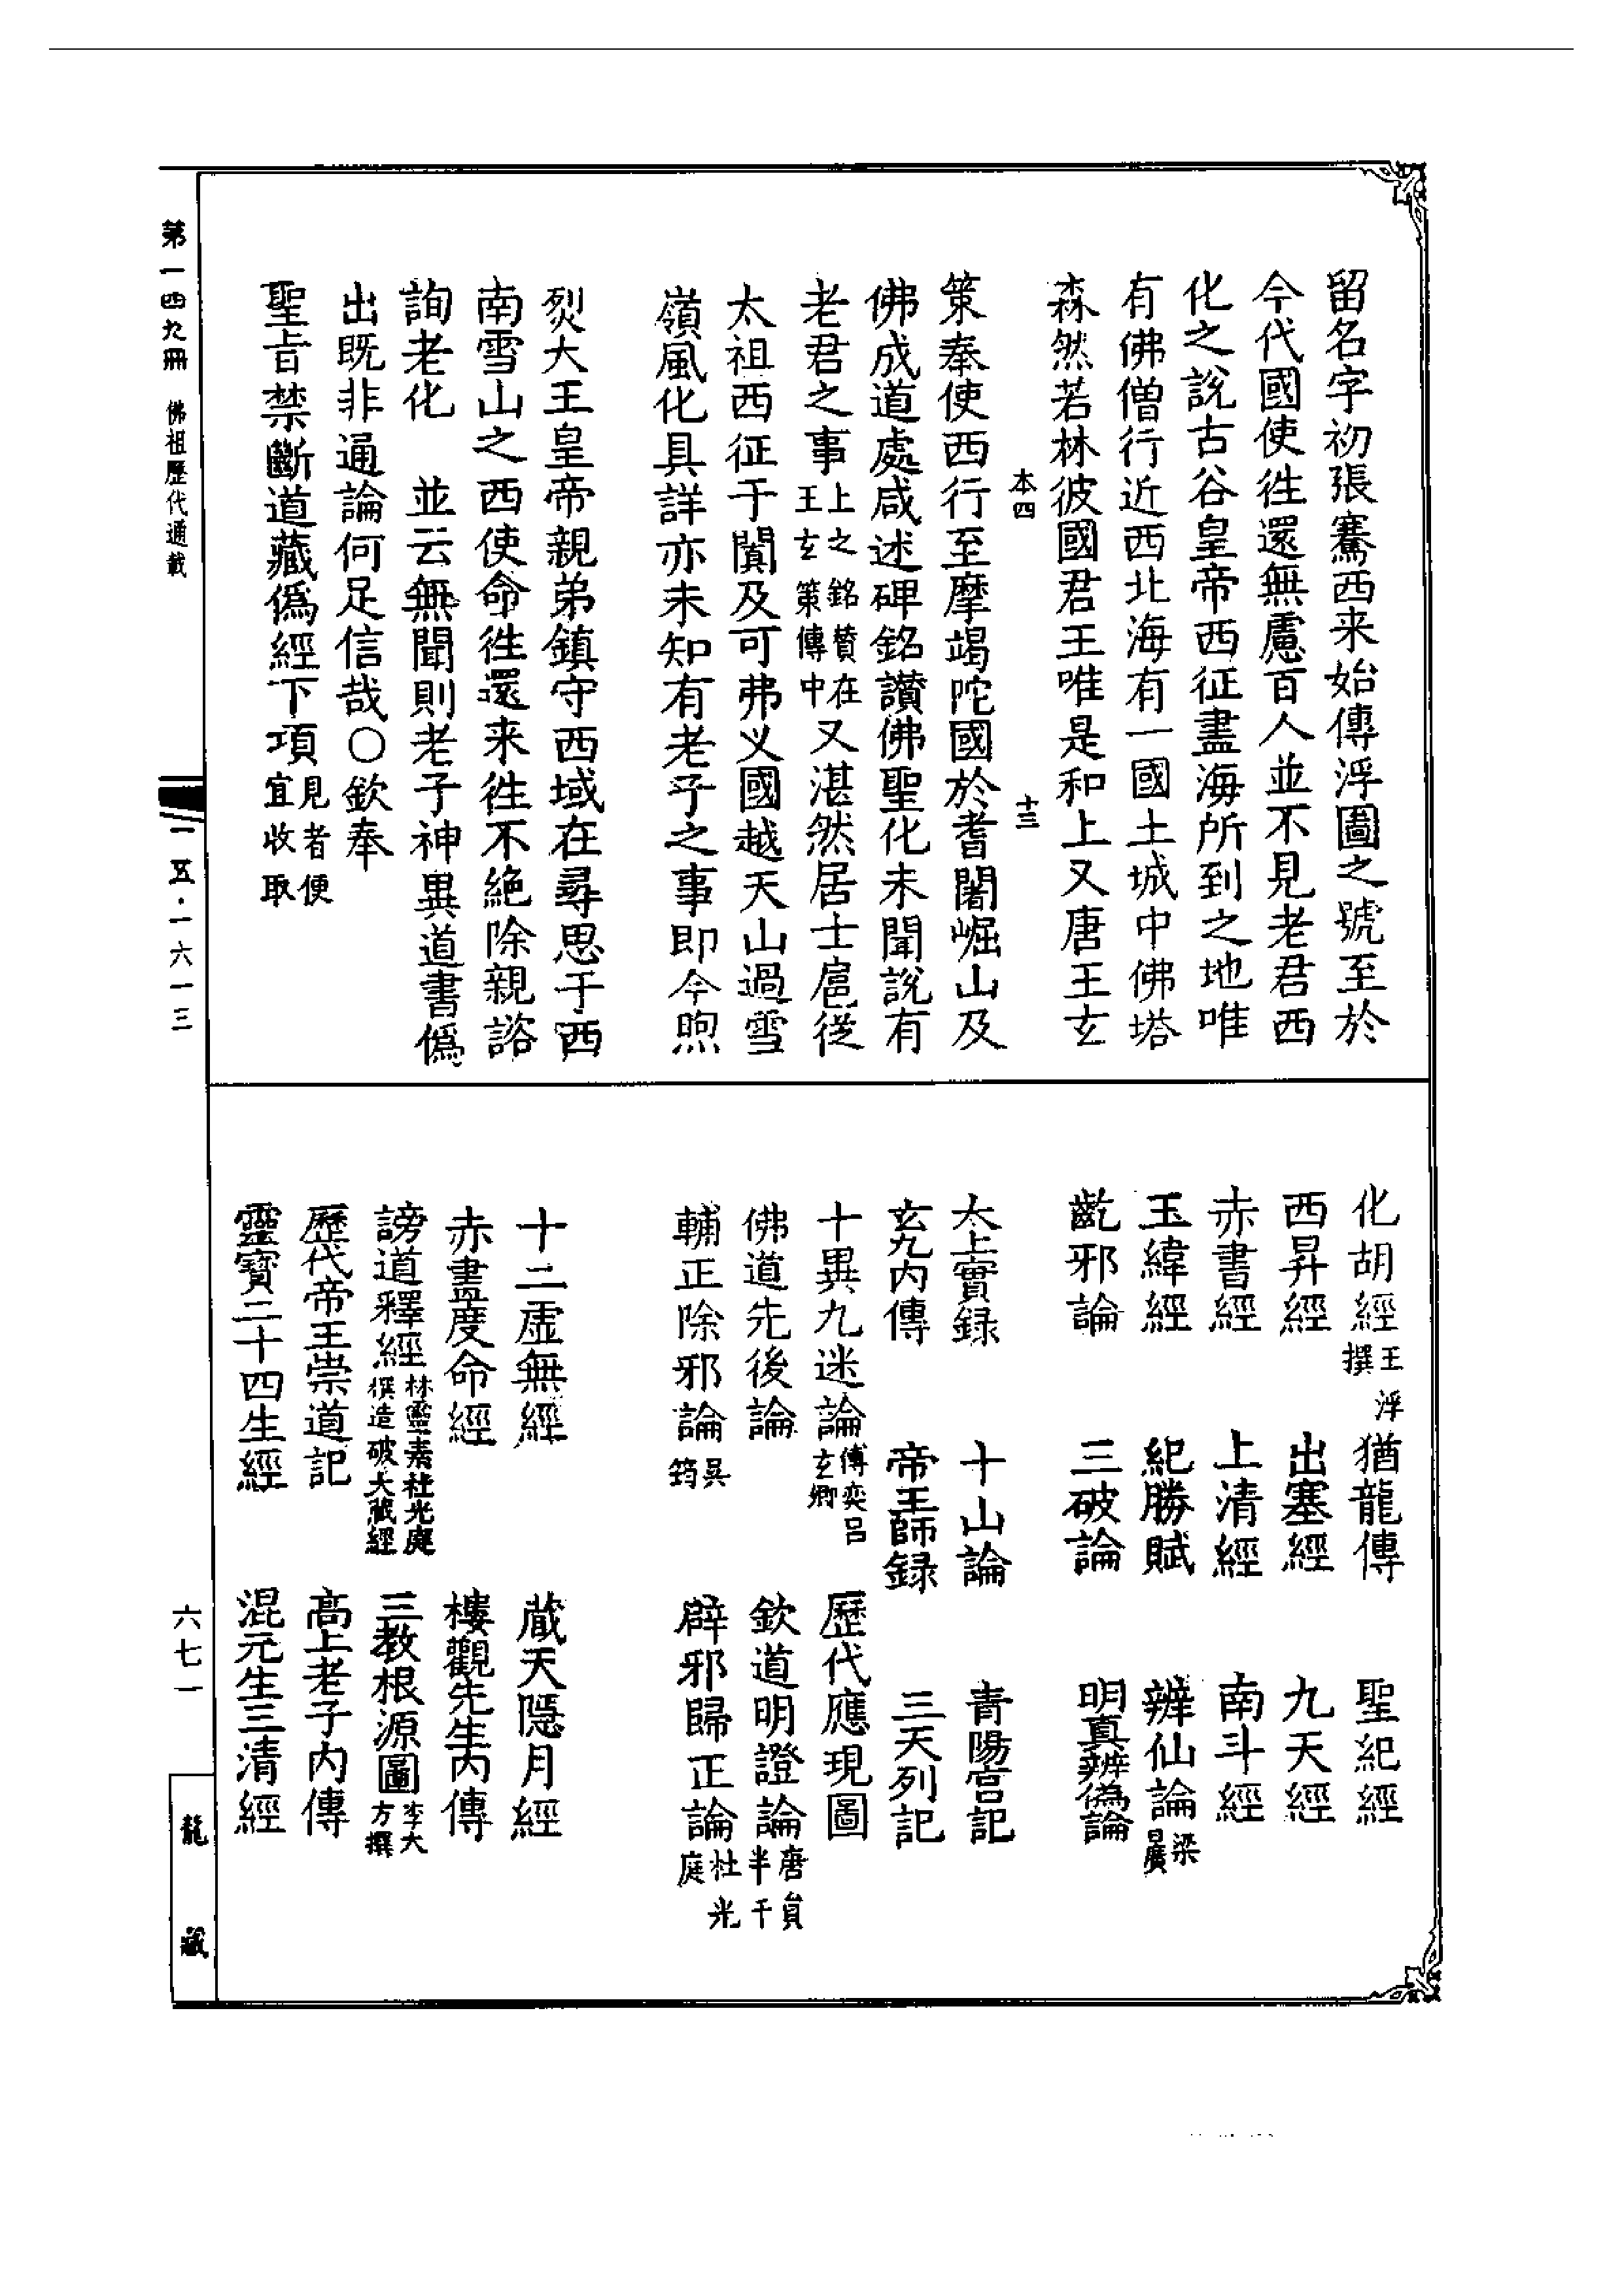 留名字初張騫西来始傳浮圖之號至於
今代國使徃還無慮百人並不見老君西
化之說古谷皇帝西征盡海所到之地唯
有佛僧行近西北海有一國土城中佛塔
森然若林彼國君王唯是和上又唐王玄
本四 十三
策奉使西行至摩竭陀國於耆闍崛山及
佛成道處咸述碑銘讚佛聖化未聞說有
老君之事上之銘賛在王玄策傳中又湛然居士扈從
太祖西征于闐及可弗义國越天山過雪
嶺風化具詳亦未知有老子之事即今煦
烈大王皇帝親弟鎮守西域在尋思于西
南雪山之西使命徃還来徃不絶除親諮
詢老化 並云無聞則老子神異道書偽
出既非通論何足信哉〇欽奉
聖旨禁斷道藏偽經下項見者便宜收取
化胡經王浮撰 猶龍傳 聖紀經
西昇經 出塞經 九天經
赤書經 上清經 南斗經
玉緯經 紀勝賦 辯仙論梁曠
齔邪論 三破論 明真辨偽論
太上實録 十山論 青陽宮記
玄九内傳 帝王師録 三天列記
十異九迷論傅奕呂玄卿 歷代應現圖
佛道先後論 欽道明證論唐員半千
輔正除邪論吳筠 辟邪歸正論杜光庭
十二虛無經 蔵天隱月經
赤書度命經 樓觀先生内傳
謗道釋經林靈素杜光庭撰造破大藏經 三教根源圖李大方撰
歷代帝王崇道記 高上老子内傳
靈寶二十四生經 混元生三清經
第一四九冊 佛祖歷代通載
一五·一六一三
六七一
龍藏